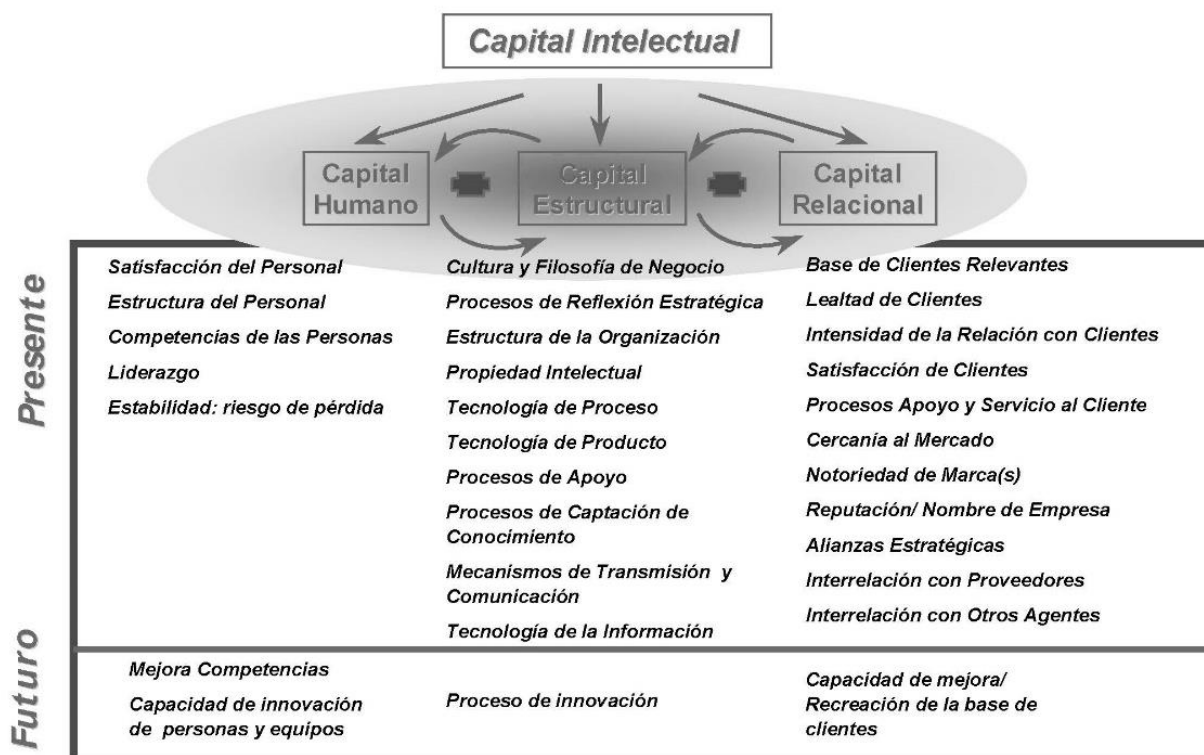 Capital Intelectual
Capital
Humano
Capital
Estructural
Capital
Relacional
Presente
Satisfacción del Personal
Estructura del Personal
Competencias de las Personas
Liderazgo
Estabilidad: riesgo de pérdida
Cultura y Filosofía de Negocio
Procesos de Reflexión Estratégica
Estructura de la Organización
Propiedad Intelectual
Tecnología de Proceso
Tecnología de Producto
Procesos de Apoyo
Procesos de Captación de
Conocimiento
Mecanismos de Transmisión y
Comunicación
Tecnología de la Información
Base de Clientes Relevantes
Lealtad de Clientes
Intensidad de la Relación con Clientes
Satisfacción de Clientes
Procesos Apoyo y Servicio al Cliente
Cercanía al Mercado
Notoriedad de Marca(s)
Reputación/ Nombre de Empresa
Alianzas Estratégicas
Interrelación con Proveedores
Interrelación con Otros Agentes
Futuro
Mejora Competencias
Capacidad de innovación
de personas y equipos
Proceso de innovación
Capacidad de mejora/
Recreación de la base de
clientes